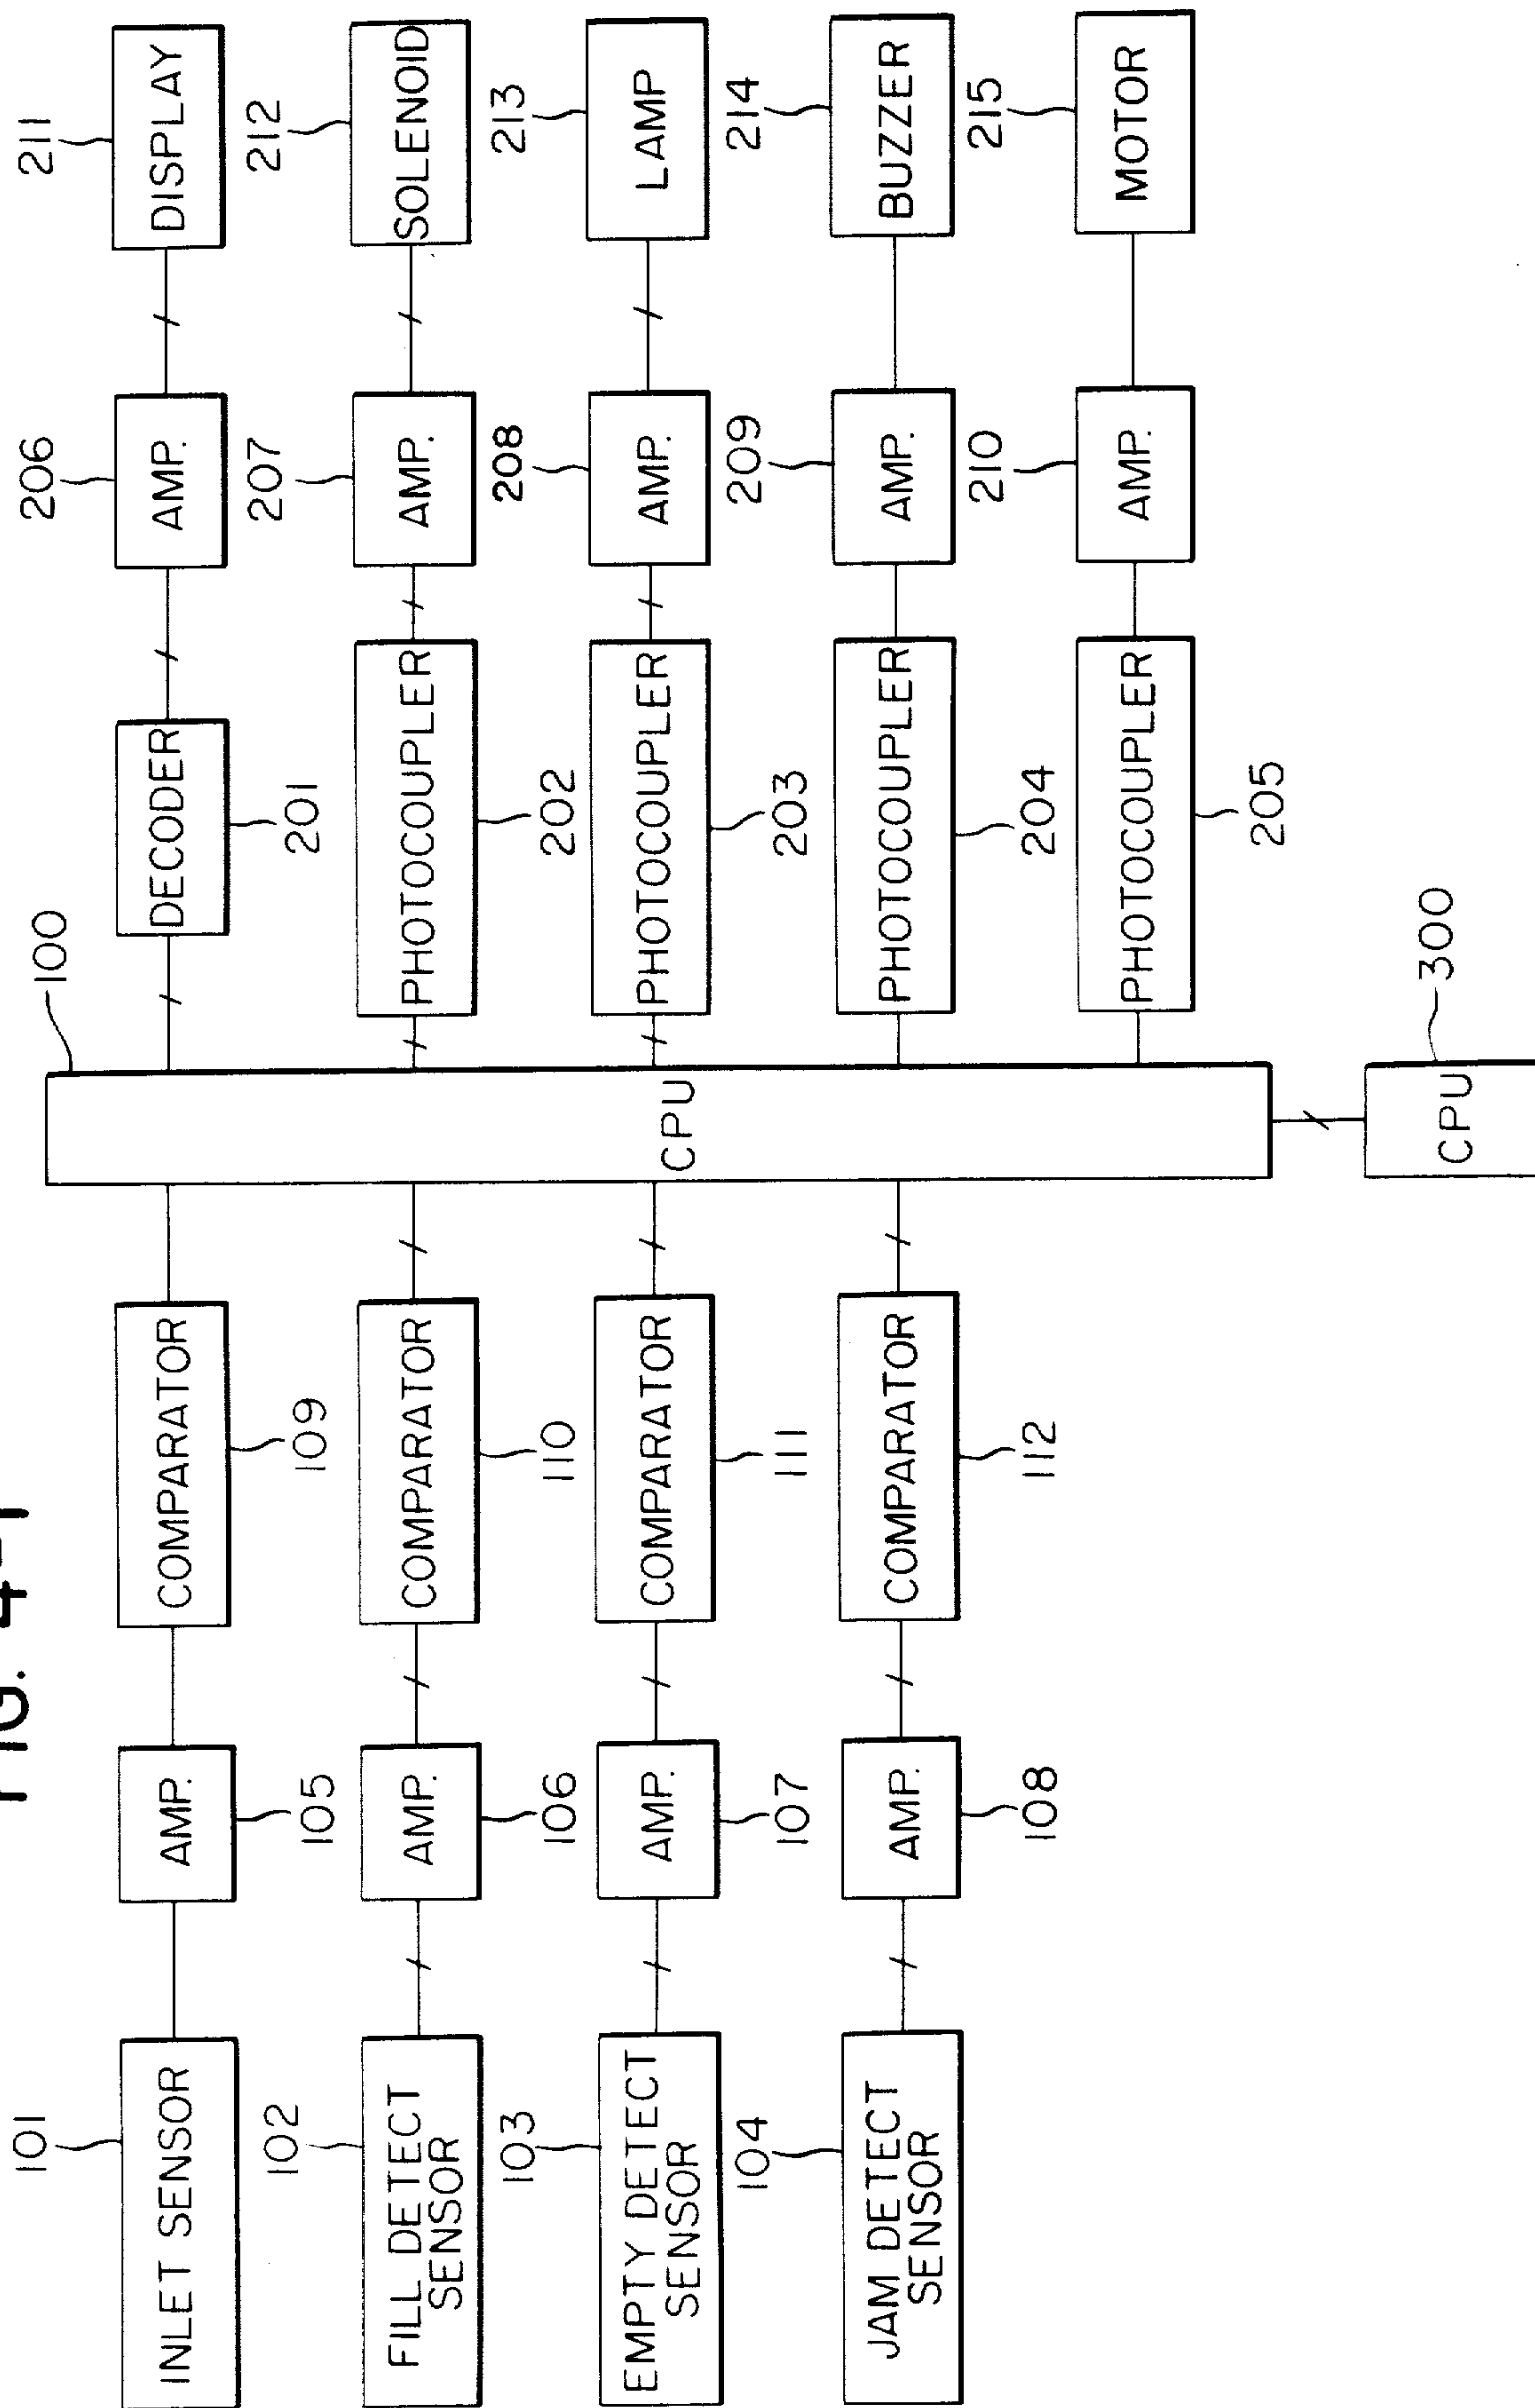 FIG. 4-1
101
INLET SENSOR
AMP.
105
COMPARATOR
109
102
FILL DETECT
SENSOR
AMP.
106
COMPARATOR
110
103
EMPTY DETECT
SENSOR
AMP.
107
COMPARATOR
111
104
JAM DETECT
SENSOR
AMP.
108
COMPARATOR
112
100
CPU
300
CPU
DECODER
201
206
AMP.
211
DISPLAY
PHOTOCOUPLER
202
207
AMP.
212
SOLENOID
PHOTOCOUPLER
203
208
AMP.
213
LAMP
PHOTOCOUPLER
204
209
AMP.
214
BUZZER
PHOTOCOUPLER
205
210
AMP.
215
MOTOR